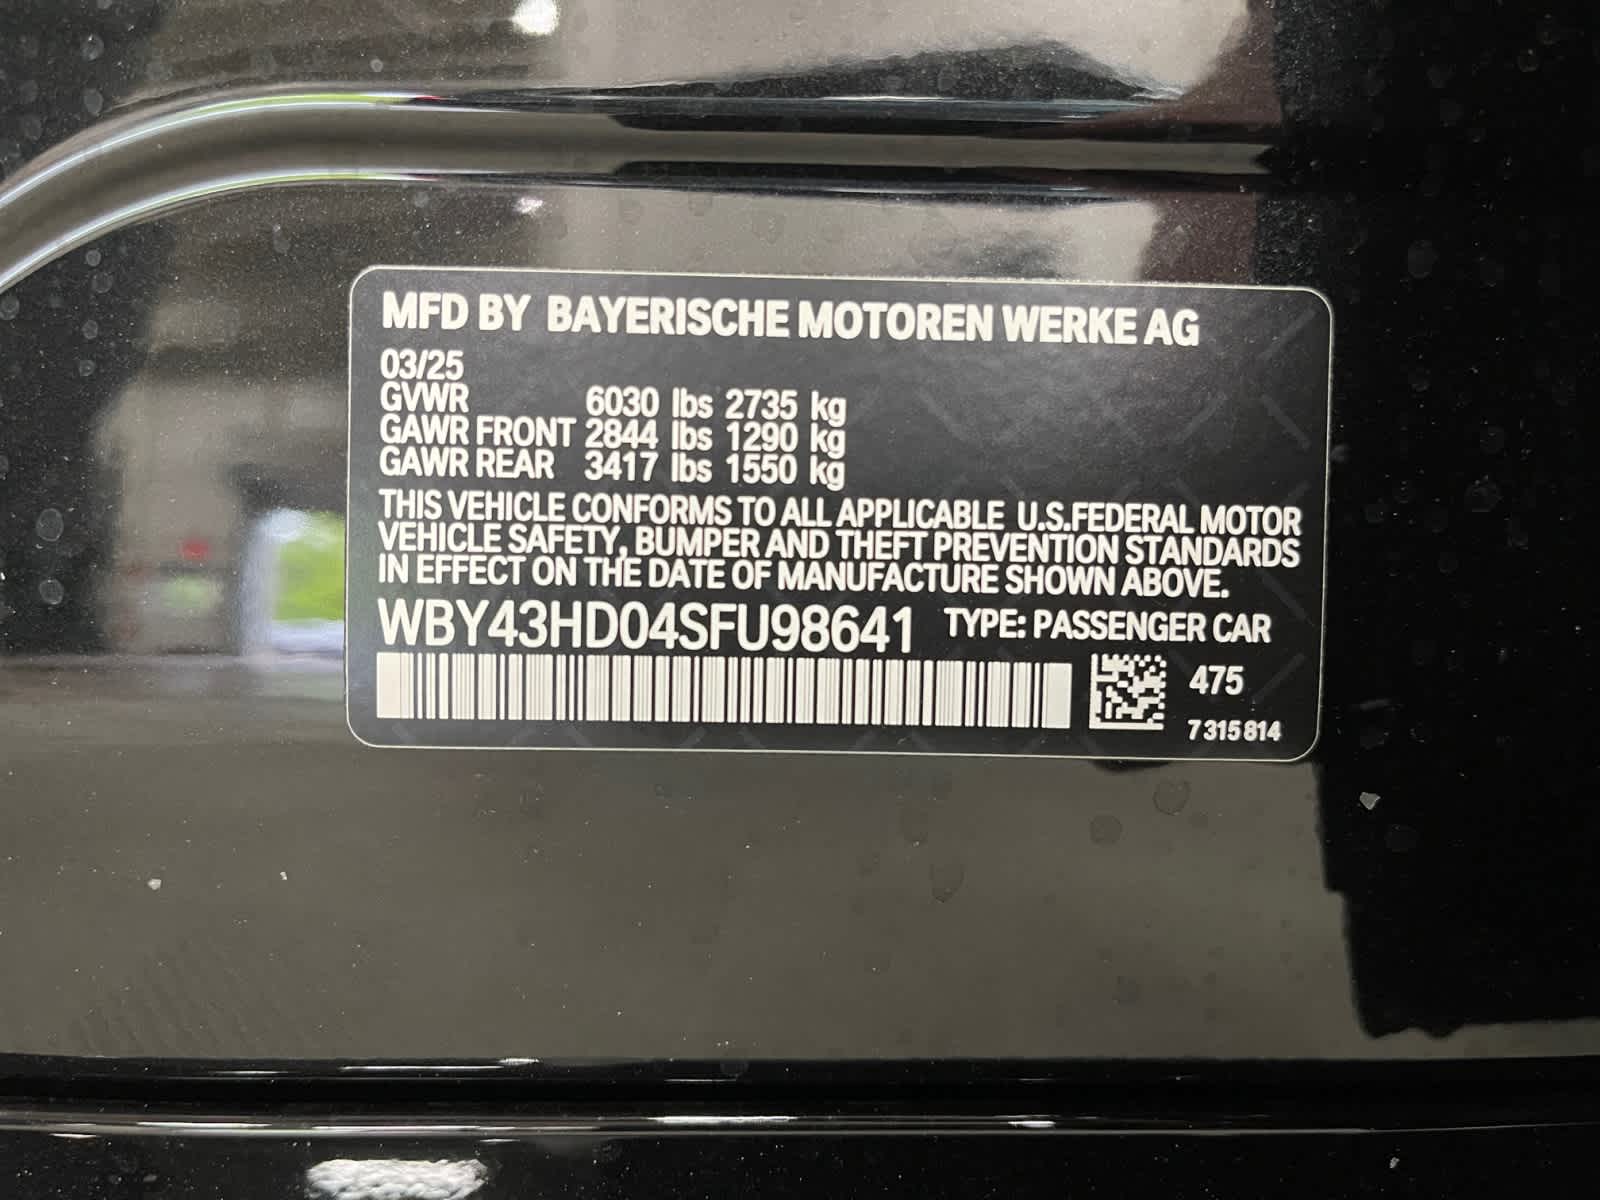 MFD BY BAYERISCHE MOTOREN WERKE AG
03/25
GVWR 6030 lbs 2735 kg
GAWR FRONT 2844 lbs 1290 kg
GAWR REAR 3417 lbs 1550 kg
THIS VEHICLE CONFORMS TO ALL APPLICABLE U.S.FEDERAL MOTOR
VEHICLE SAFETY, BUMPER AND THEFT PREVENTION STANDARDS
IN EFFECT ON THE DATE OF MANUFACTURE SHOWN ABOVE.
WBY43HD04SFU98641 TYPE: PASSENGER CAR
475
7 315 814